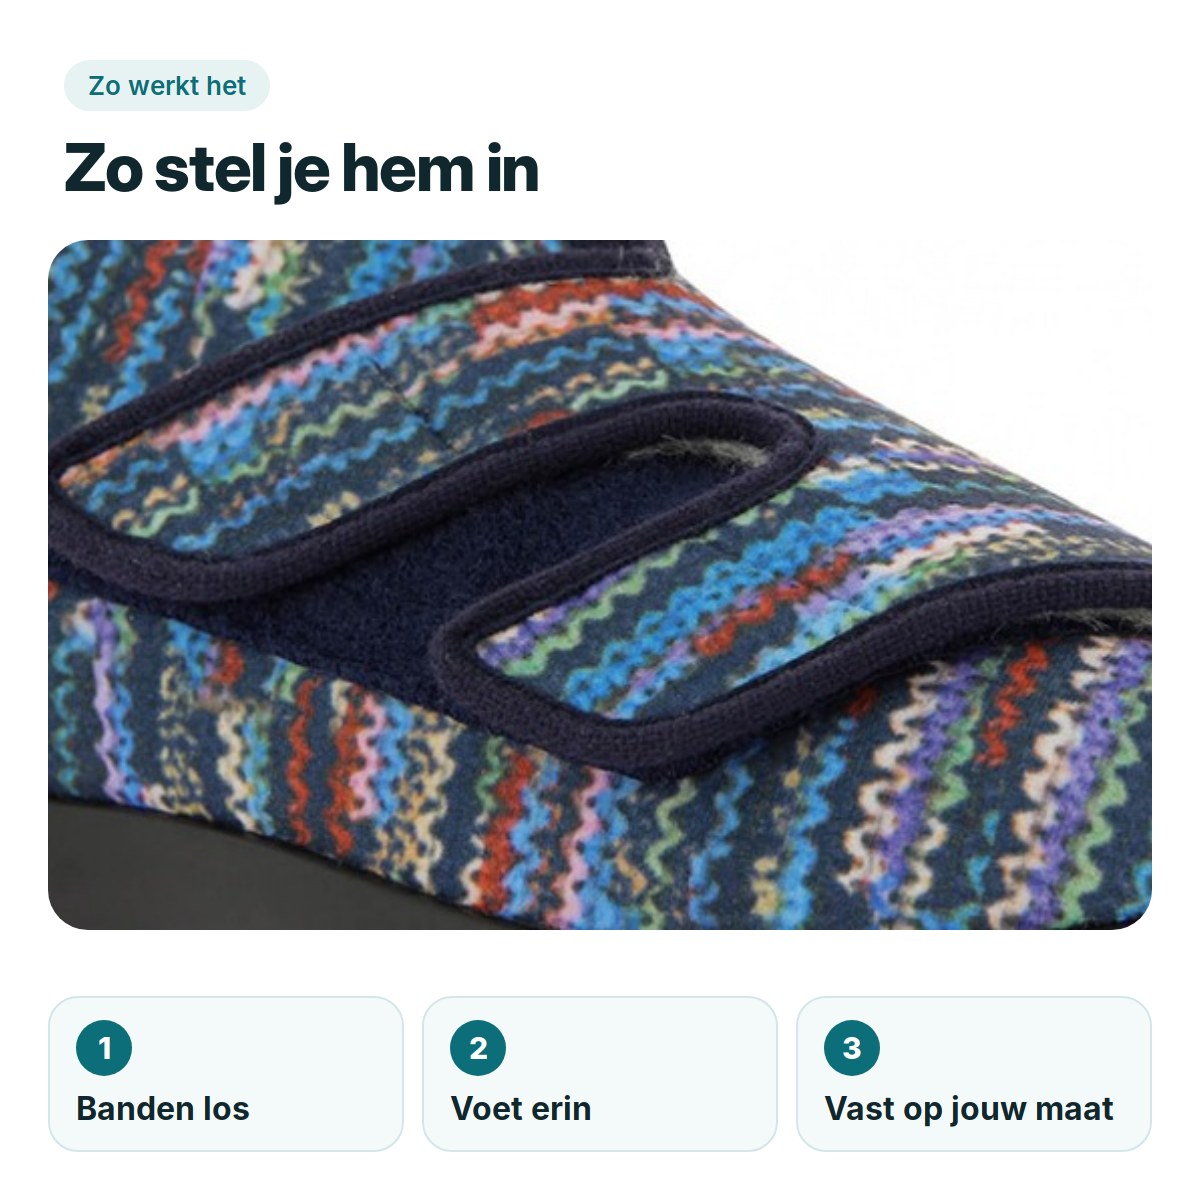 Zo werkt het
Zo stel je hem in
1
Banden los
2
Voet erin
3
Vast op jouw maat